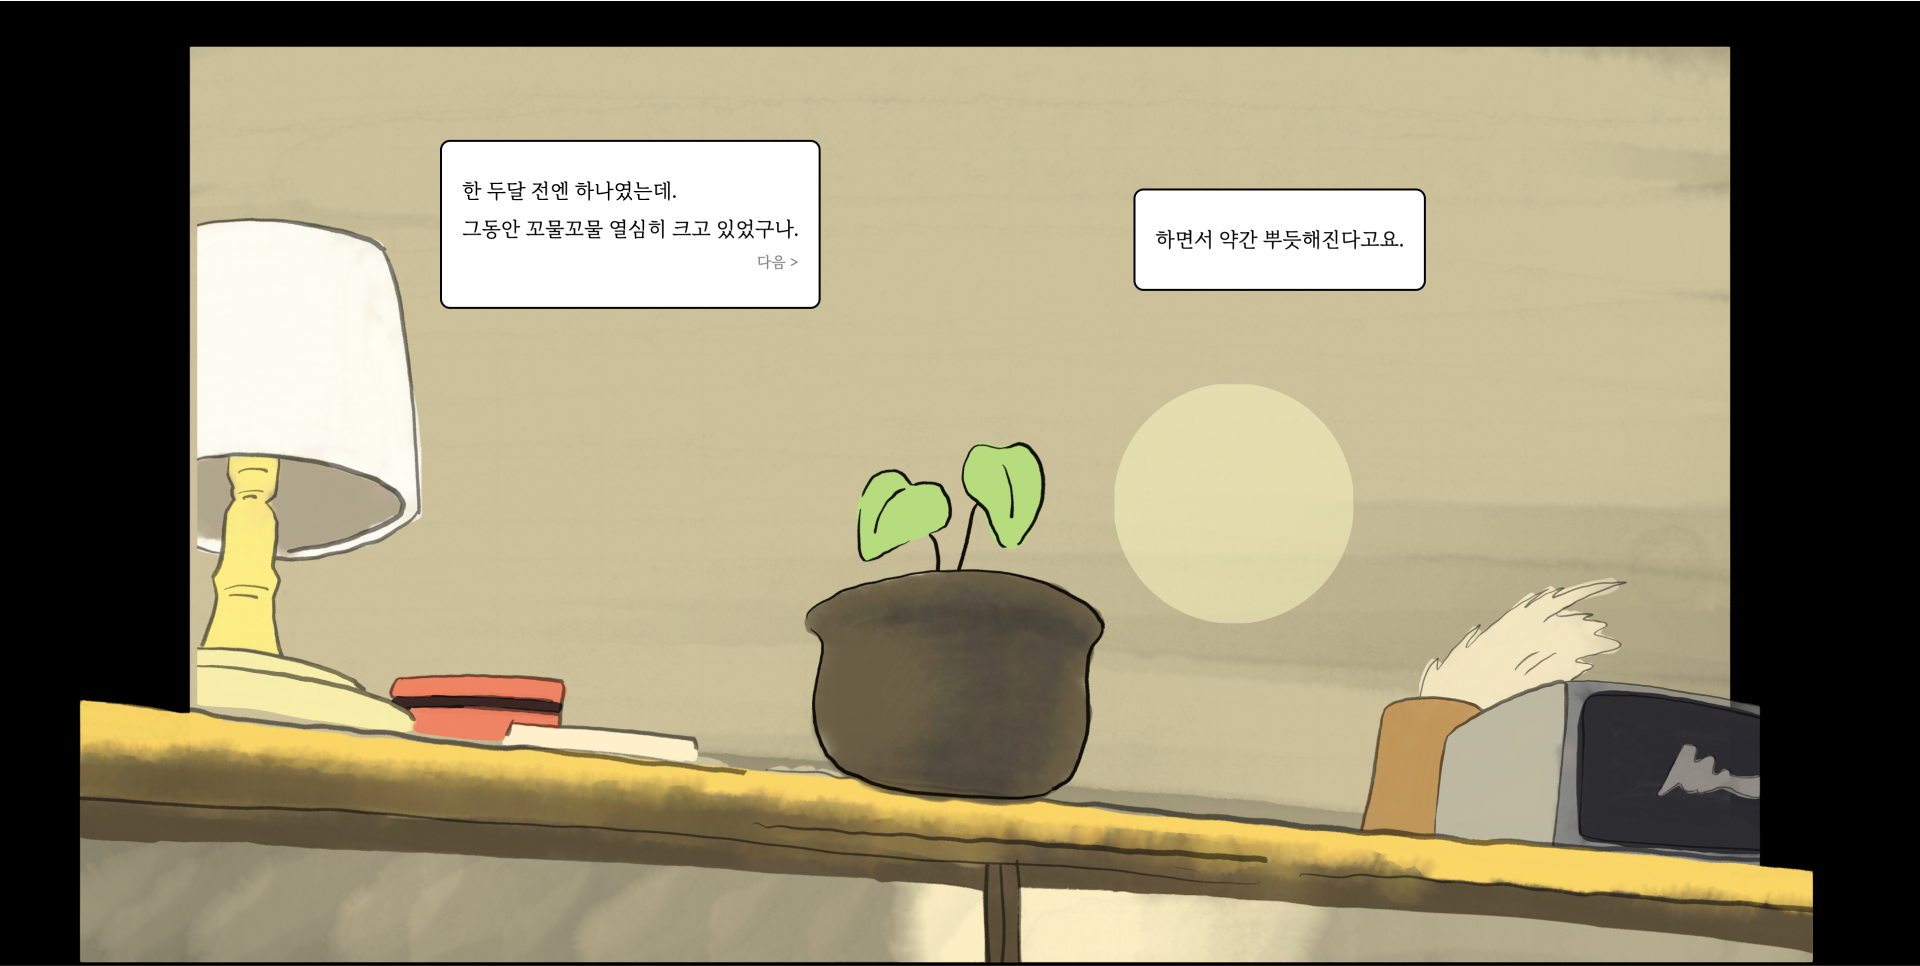 한 두달 전엔 하나였는데.
그동안 꼬물꼬물 열심히 크고 있었구나.
다음 >
하면서 약간 뿌듯해진다고요.